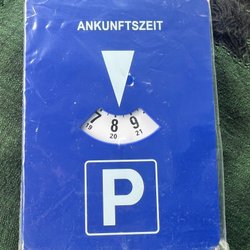 ANKUNFTSZEIT
7 8 9
19 20 21
P